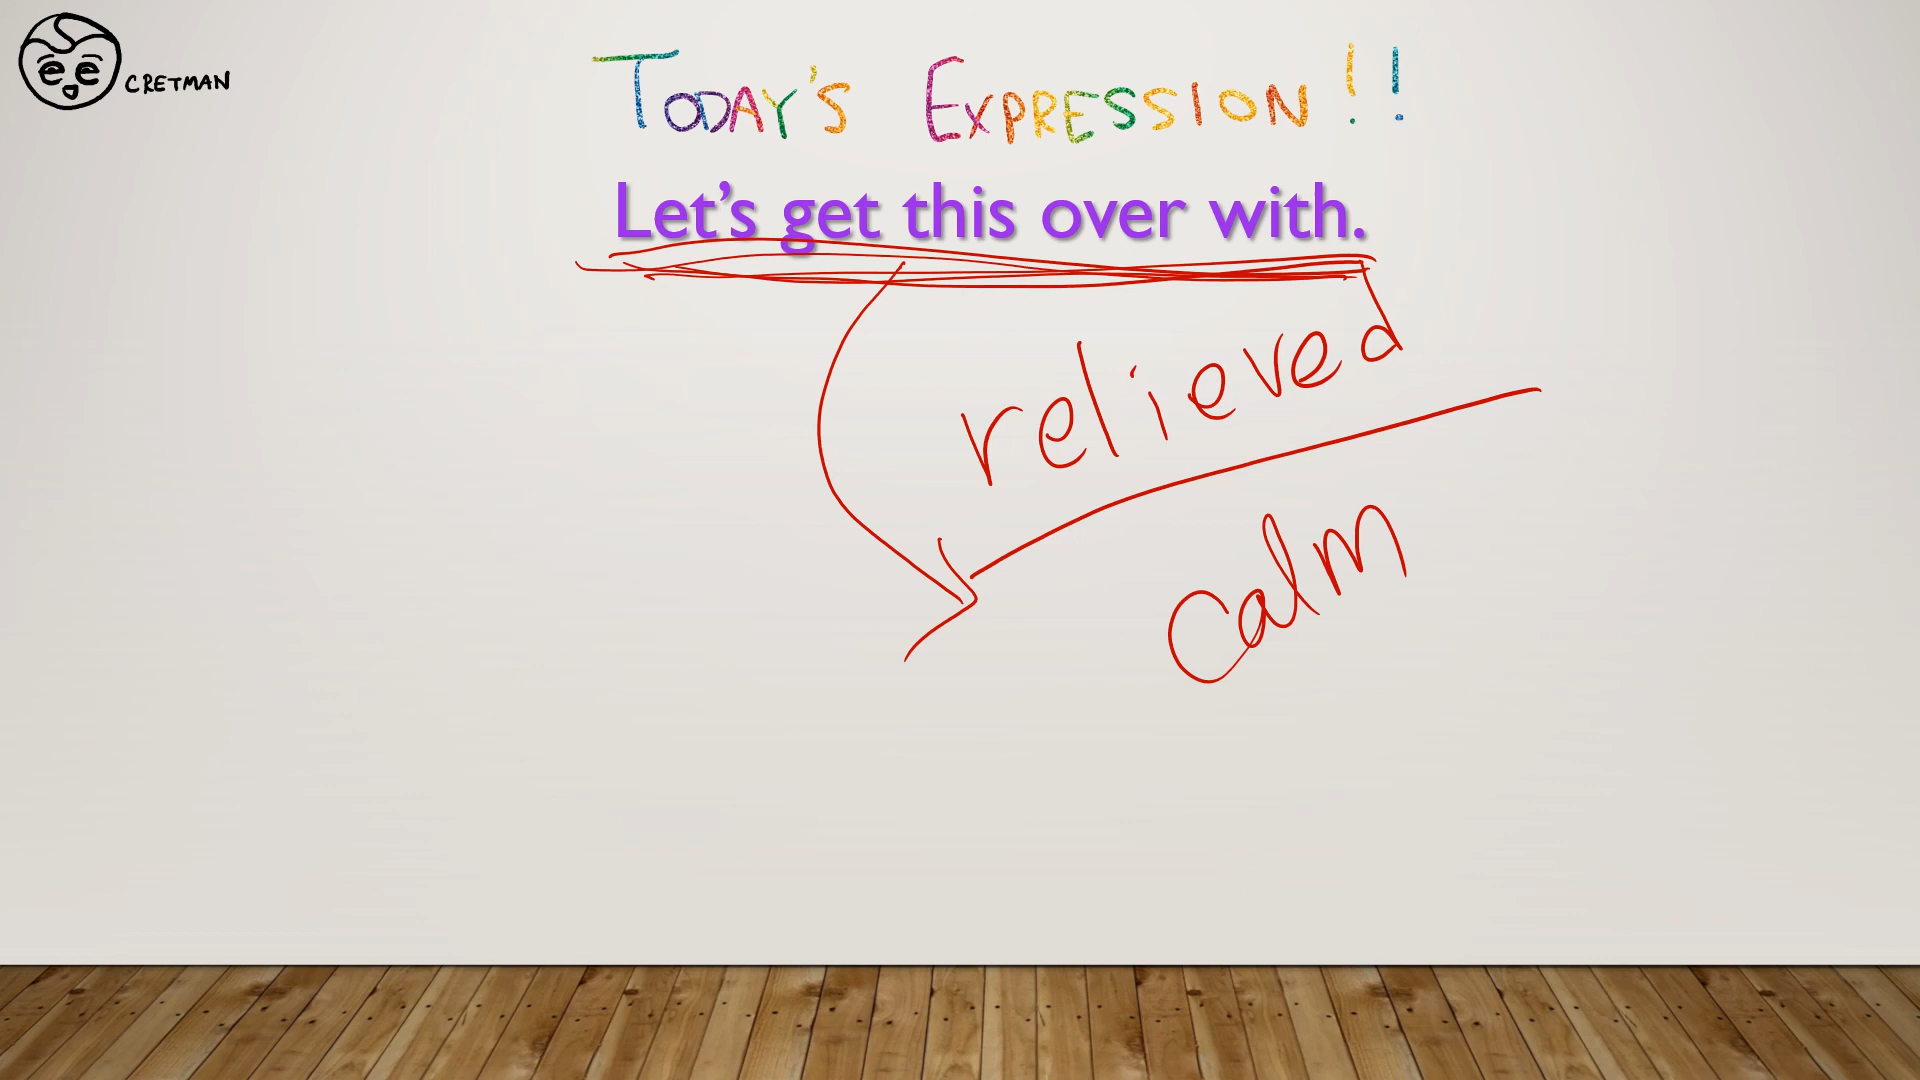 CRETMAN
TODAY'S EXPRESSION!!
Let's get this over with.
relieved
calm